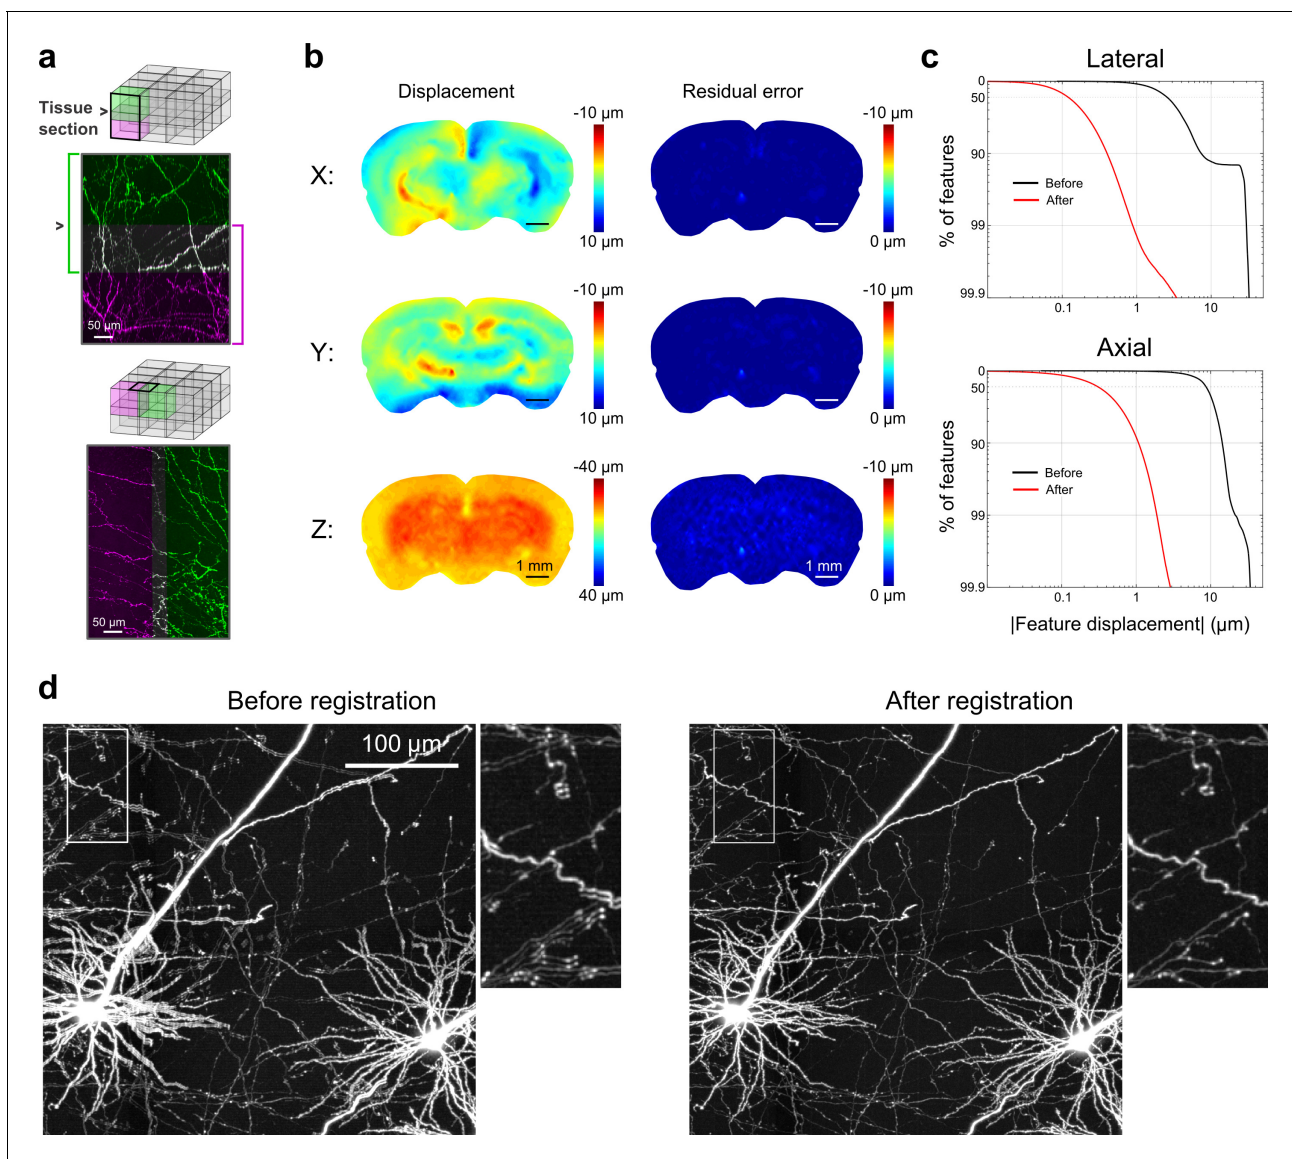 a
Tissue
section
>
>
50 µm
50 µm
b
Displacement
Residual error
X:
-10 µm
10 µm
-10 µm
0 µm
Y:
-10 µm
10 µm
-10 µm
0 µm
Z:
-40 µm
40 µm
1 mm
-10 µm
0 µm
1 mm
c
Lateral
% of features
0
50
90
99
99.9
Before
After
0.1
1
10
Axial
% of features
0
50
90
99
99.9
Before
After
0.1
1
10
|Feature displacement| (µm)
d
Before registration
100 µm
After registration